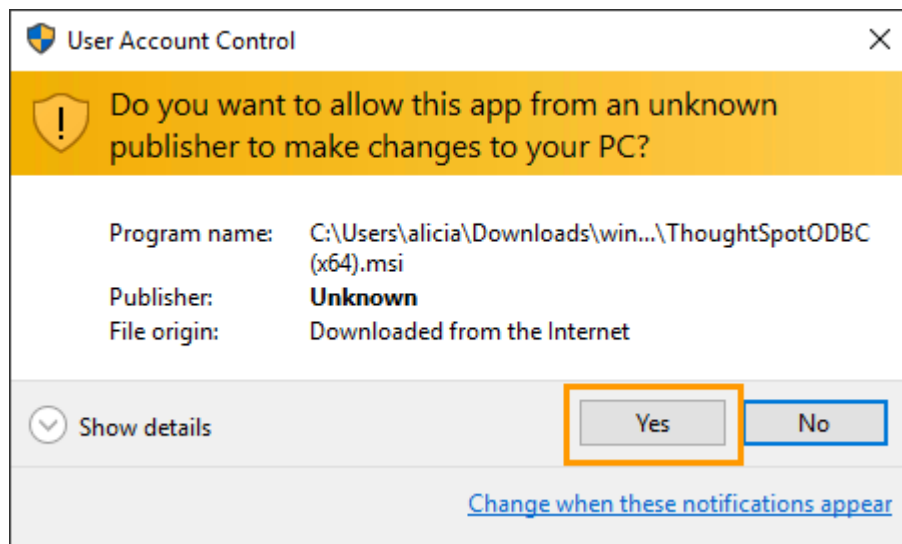 User Account Control
Do you want to allow this app from an unknown
publisher to make changes to your PC?
Program name: C:\Users\alicia\Downloads\win...\ThoughtSpotODBC
(x64).msi
Publisher: Unknown
File origin: Downloaded from the Internet
Show details Yes No
Change when these notifications appear